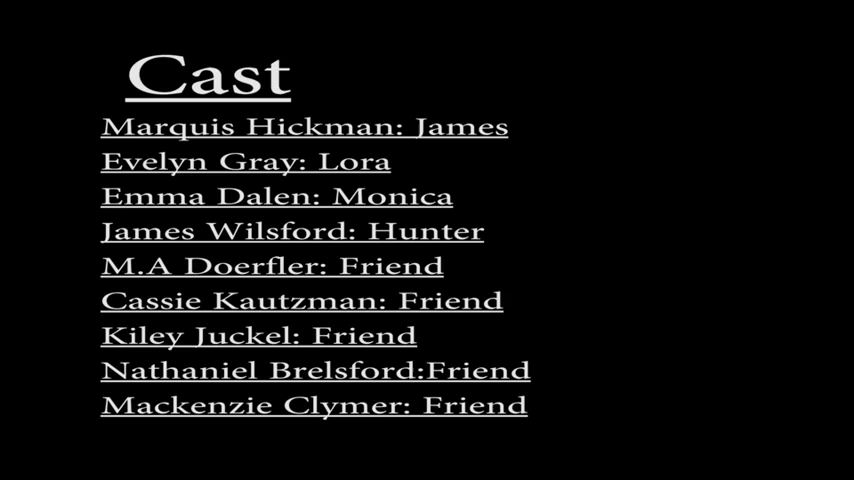 Cast
Marquis Hickman: James
Evelyn Gray: Lora
Emma Dalen: Monica
James Wilsford: Hunter
M.A Doerfler: Friend
Cassie Kautzman: Friend
Kiley Juckel: Friend
Nathaniel Brelsford:Friend
Mackenzie Clymer: Friend